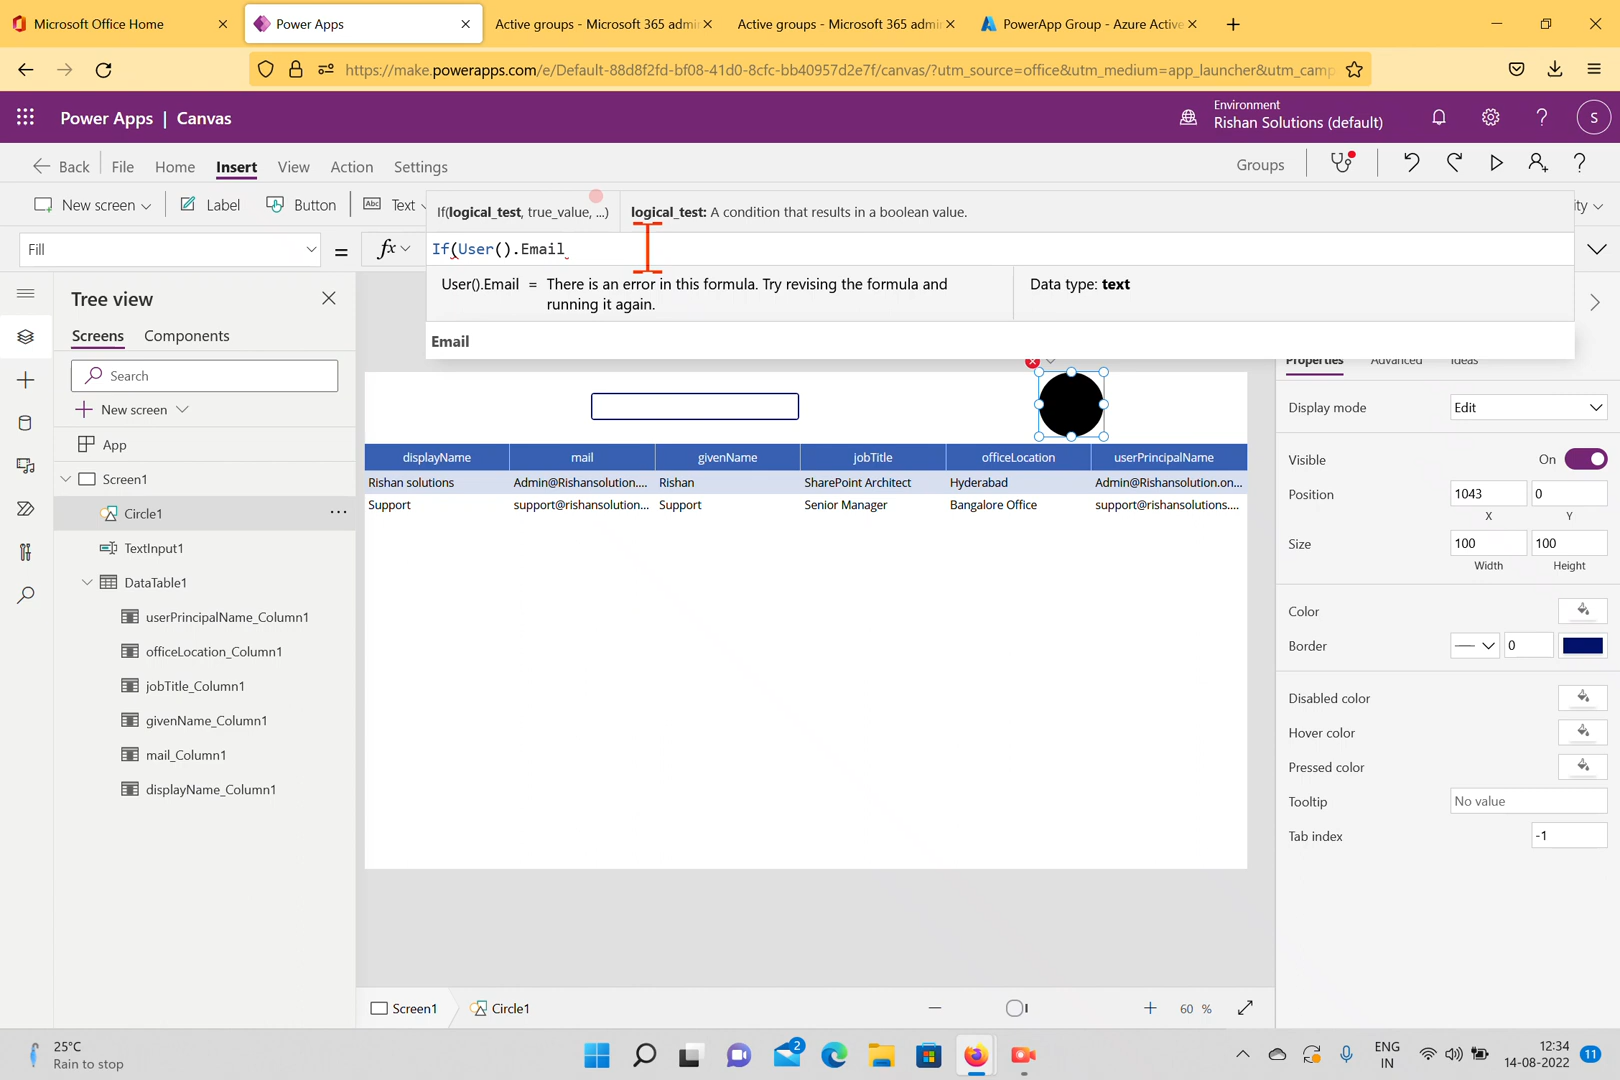 Microsoft Office Home
Power Apps
Active groups - Microsoft 365 admi
Active groups - Microsoft 365 admi
PowerApp Group - Azure Active
https://make.powerapps.com/e/Default-88d8f2fd-bf08-41d0-8cfc-bb40957d2e7f/canvas/?utm_source=office&utm_medium=app_launcher&utm_camp
Power Apps | Canvas
Environment
Rishan Solutions (default)
S
Back
File
Home
Insert
View
Action
Settings
Groups
New screen
Label
Button
Text
If(logical_test, true_value, ...)
logical_test: A condition that results in a boolean value.
ity
Fill
=
fx
If(User().Email
User().Email = There is an error in this formula. Try revising the formula and
running it again.
Data type: text
Email
Tree view
Screens
Components
Search
New screen
App
Screen1
Circle1
TextInput1
DataTable1
userPrincipalName_Column1
officeLocation_Column1
jobTitle_Column1
givenName_Column1
mail_Column1
displayName_Column1
displayName mail givenName jobTitle officeLocation userPrincipalName
Rishan solutions Admin@Rishansolution.... Rishan SharePoint Architect Hyderabad Admin@Rishansolution.on...
Support support@rishansolution... Support Senior Manager Bangalore Office support@rishansolutions....
Properties
Advanced
Ideas
Display mode
Edit
Visible
On
Position
1043
0
X
Y
Size
100
100
Width
Height
Color
Border
0
Disabled color
Hover color
Pressed color
Tooltip
No value
Tab index
-1
Screen1
Circle1
60 %
25°C
Rain to stop
2
ENG
IN
12:34
14-08-2022
11